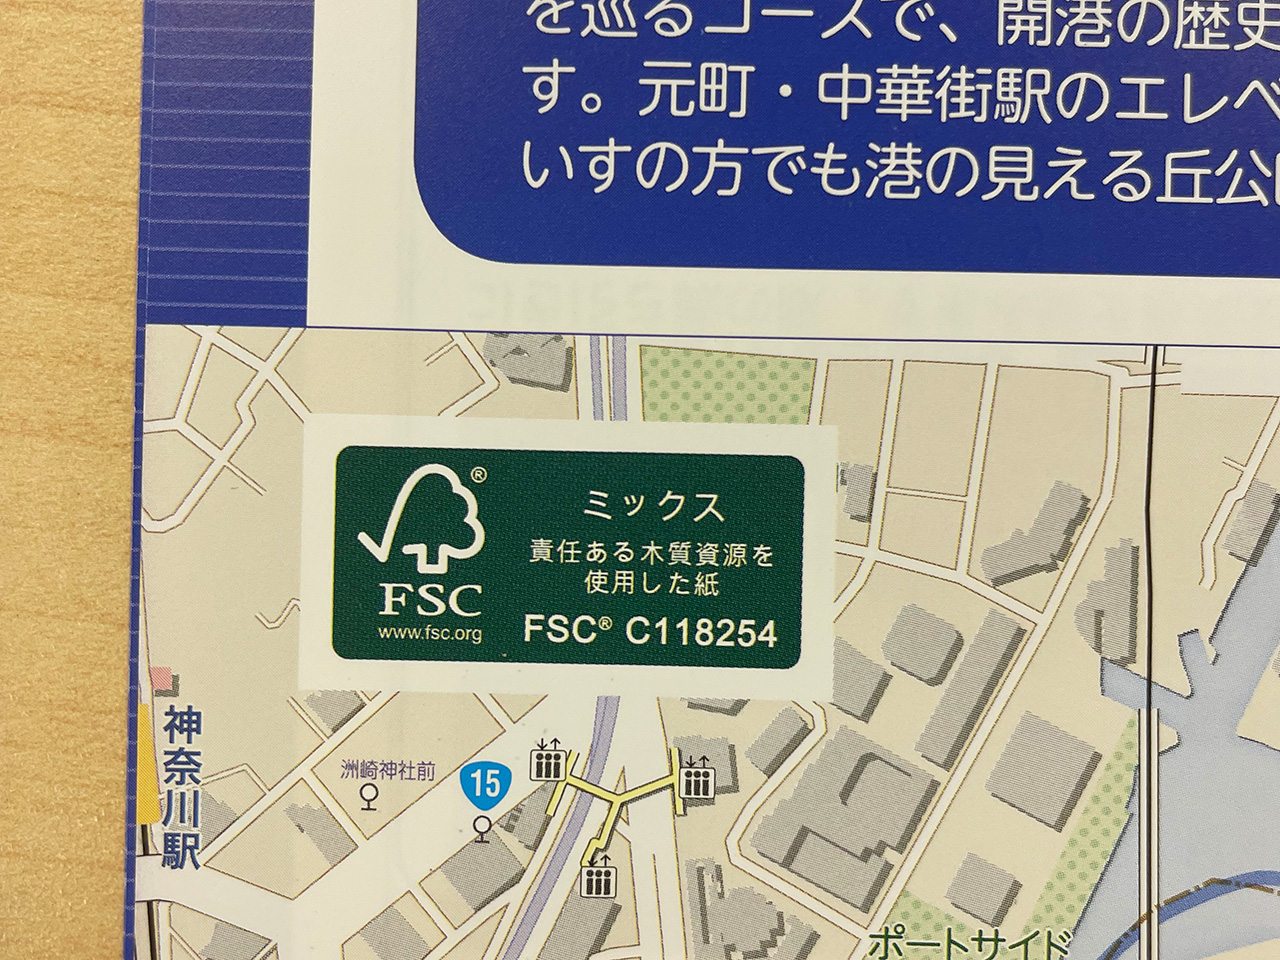 を巡るコースで、開港の歴史
す。元町・中華街駅のエレベ
いすの方でも港の見える丘公
®
ミックス
責任ある木質資源を
使用した紙
FSC
www.fsc.org
FSC® C118254
神奈川駅
洲崎神社前
15
ポートサイド